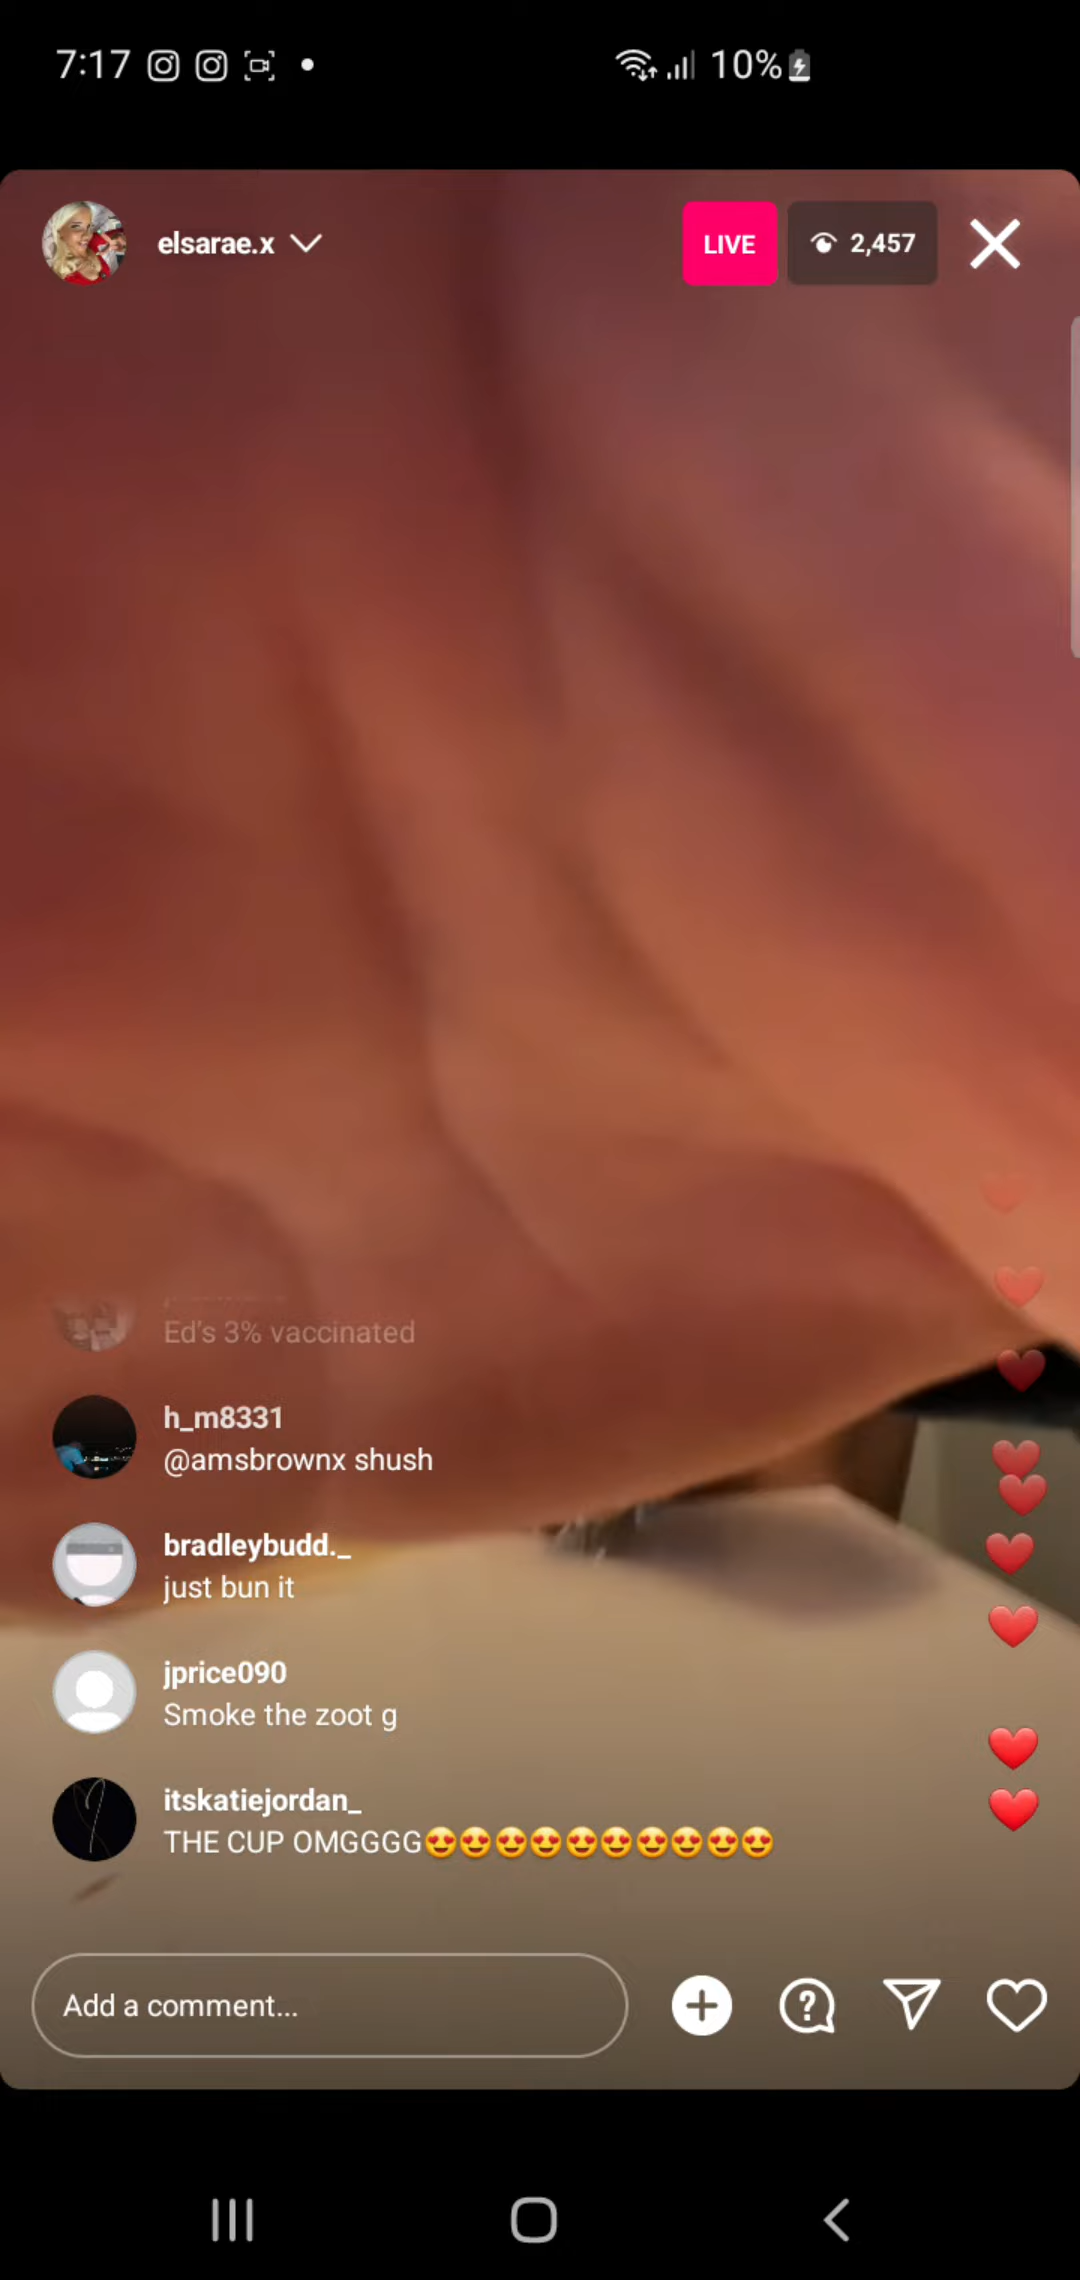 7:17
10%
elsarae.x
LIVE
2,457
Ed's 3% vaccinated
h_m8331
@amsbrownx shush
bradleybudd._
just bun it
jprice090
Smoke the zoot g
itskatiejordan_
THE CUP OMGGGG😍😍😍😍😍😍😍😍😍😍
Add a comment...